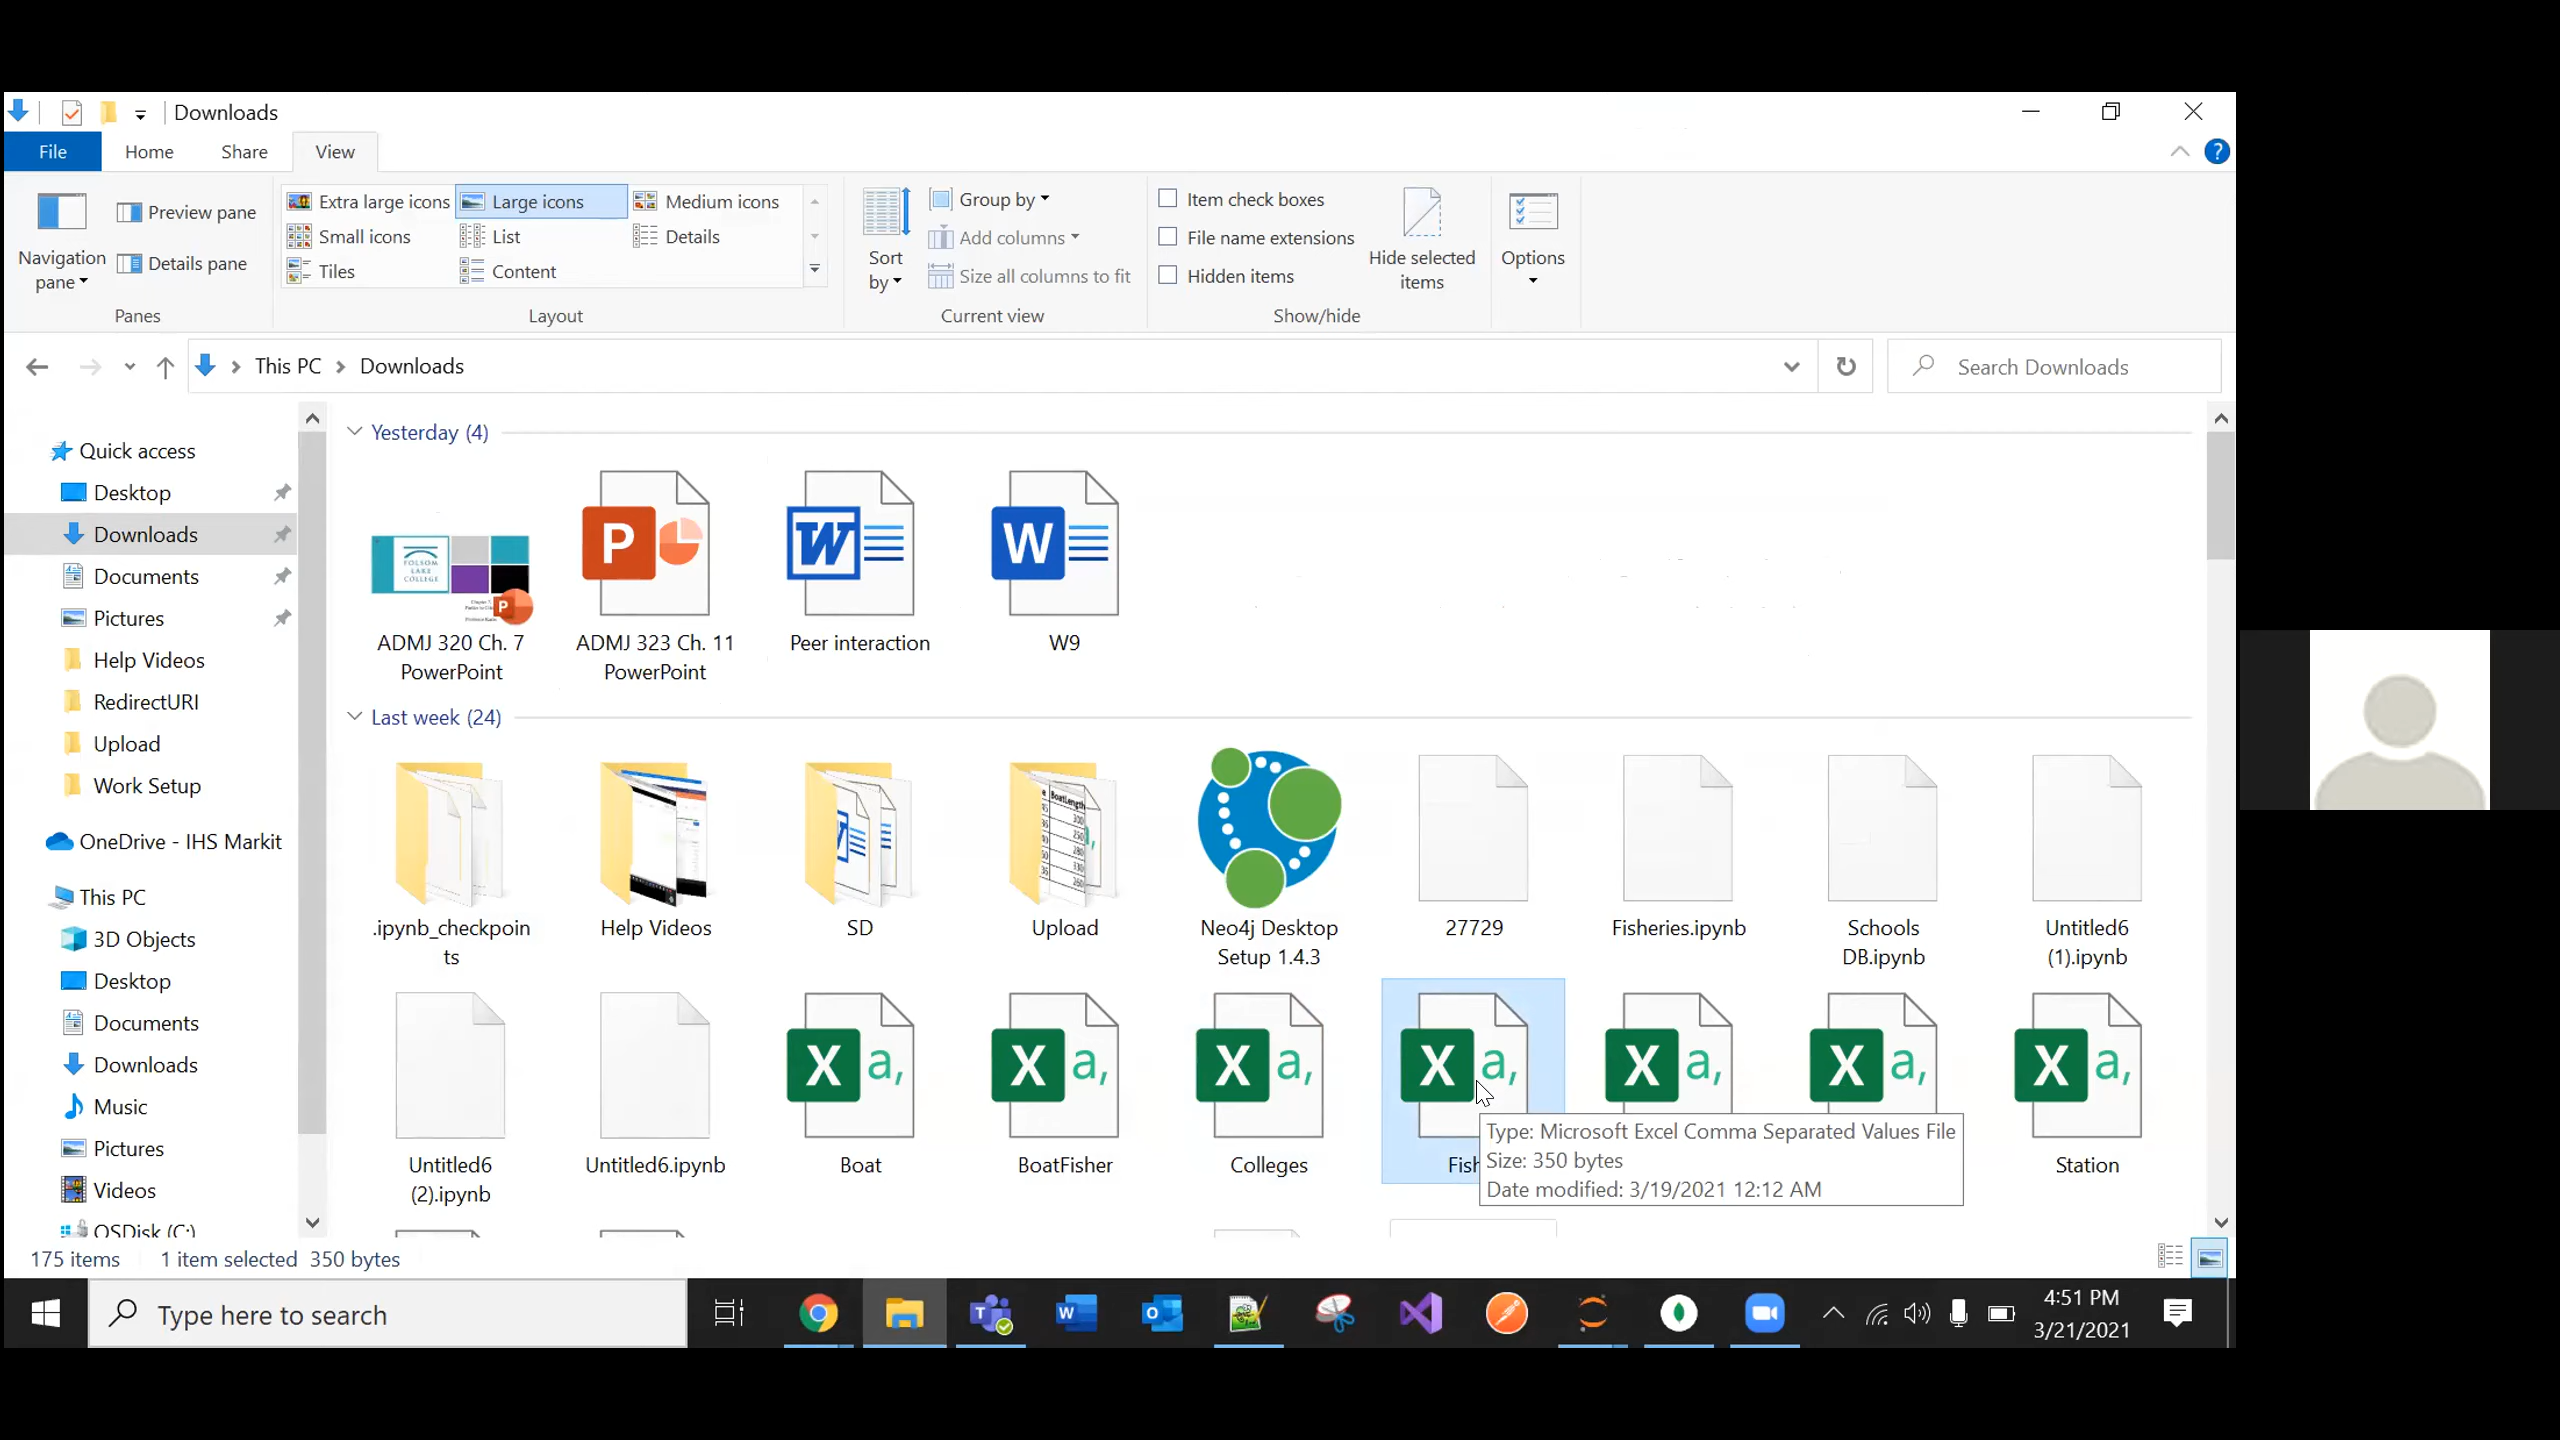 Downloads
File Home Share View
Navigation pane
Preview pane
Details pane
Panes
Extra large icons Large icons Medium icons
Small icons List Details
Tiles Content
Layout
Sort by
Group by
Add columns
Size all columns to fit
Current view
Item check boxes
File name extensions
Hidden items
Hide selected items
Show/hide
Options
This PC Downloads
Search Downloads
Quick access
Desktop
Downloads
Documents
Pictures
Help Videos
RedirectURI
Upload
Work Setup
OneDrive - IHS Markit
This PC
3D Objects
Desktop
Documents
Downloads
Music
Pictures
Videos
OSDisk (C:)
Yesterday (4)
FOLSOM
LAKE
COLLEGE
ADMJ 320 Ch. 7
PowerPoint
ADMJ 323 Ch. 11
PowerPoint
Peer interaction
W9
Last week (24)
.ipynb_checkpoin
ts
Help Videos
SD
BoatLength
Upload
Neo4j Desktop
Setup 1.4.3
27729
Fisheries.ipynb
Schools
DB.ipynb
Untitled6
(1).ipynb
Untitled6
(2).ipynb
Untitled6.ipynb
Boat
BoatFisher
Colleges
Fish
Station
Type: Microsoft Excel Comma Separated Values File
Size: 350 bytes
Date modified: 3/19/2021 12:12 AM
175 items 1 item selected 350 bytes
Type here to search
4:51 PM
3/21/2021